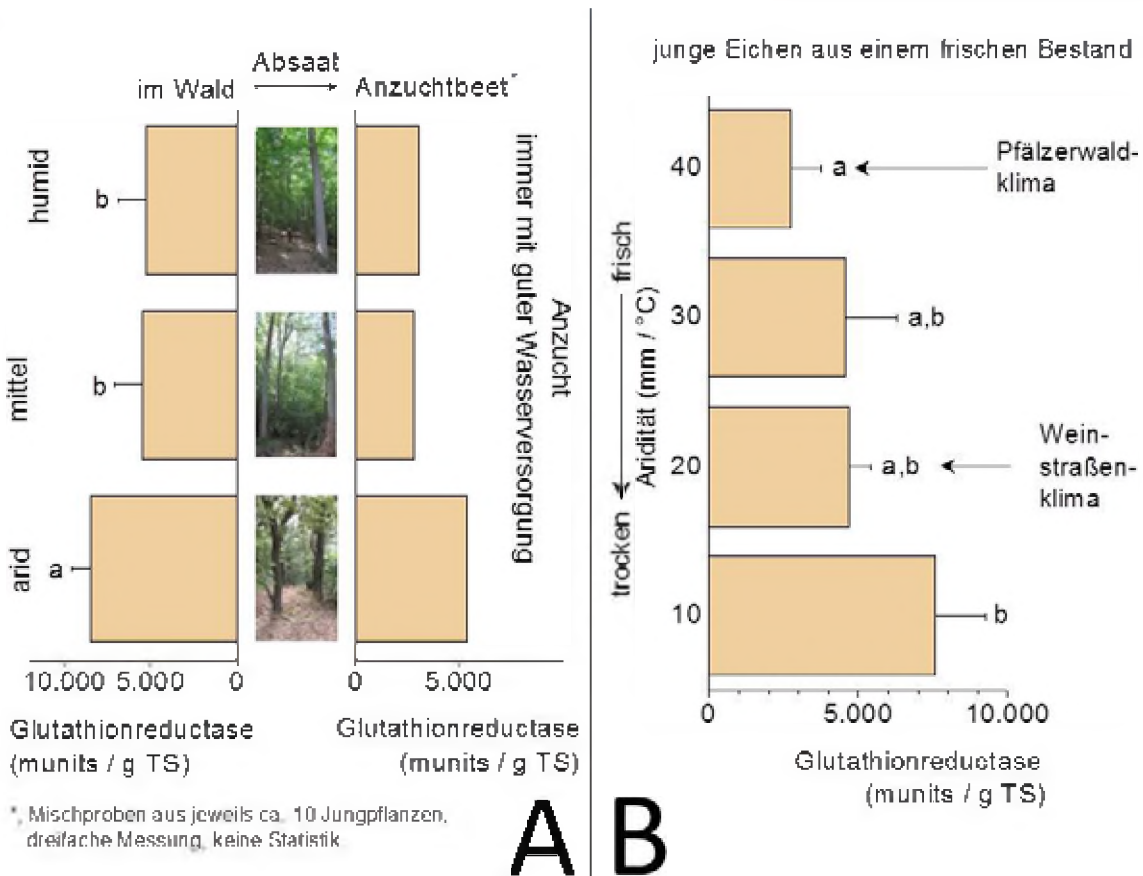 Absaat
im Wald
Anzuchtbeet*
humid
b
mittel
b
arid
a
immer mit guter Wasserversorgung
Anzucht
10.000 5.000 0
0 5.000
Glutathionreductase
(munits / g TS)
Glutathionreductase
(munits / g TS)
*, Mischproben aus jeweils ca. 10 Jungpflanzen,
dreifache Messung, keine Statistik
A
B
junge Eichen aus einem frischen Bestand
frisch
trocken
Aridität (mm / °C)
40
a
Pfälzerwald-
klima
30
a,b
20
a,b
Wein-
straßen-
klima
10
b
0 5.000 10.000
Glutathionreductase
(munits / g TS)